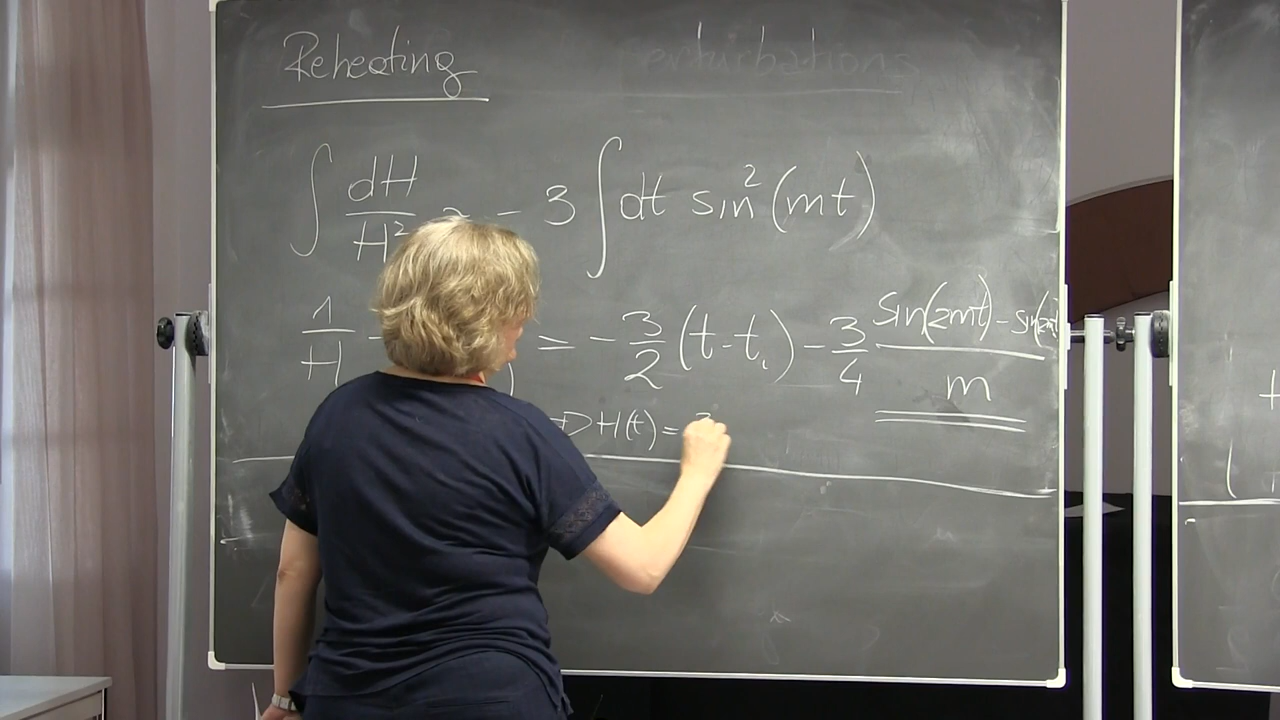 Reheating perturbations
∫ dH/H² = - 3 ∫ dt sin²(mt)
1/H - = - 3/2 (t - t₁) - 3/4 (sin(2mt) - sin(2mt))/m
⇒ H(t) =